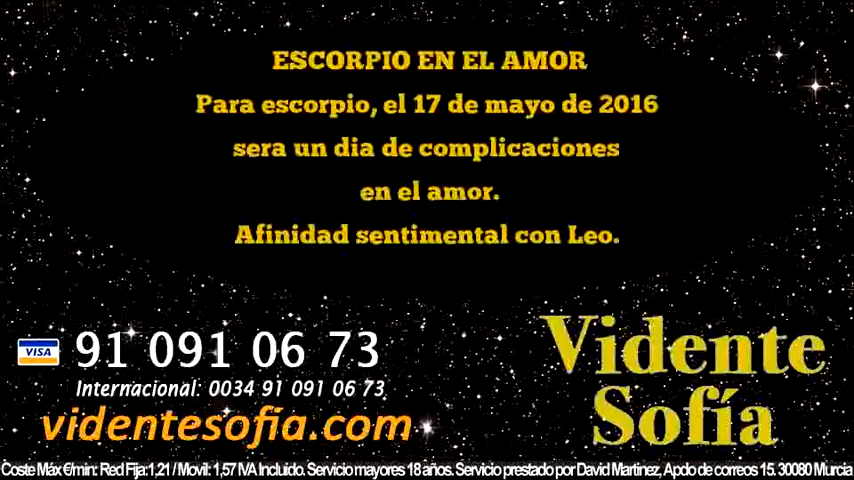 ESCORPIO EN EL AMOR
Para escorpio, el 17 de mayo de 2016
sera un dia de complicaciones
en el amor.
Afinidad sentimental con Leo.
VISA 91 091 06 73
Internacional: 0034 91 091 06 73
videntesofia.com
Vidente
Sofía
Coste Máx €/min: Red Fija:1,21 / Movil: 1,57 IVA Incluido. Servicio mayores 18 años. Servicio prestado por David Martinez, Apdo de correos 15. 30080 Murcia